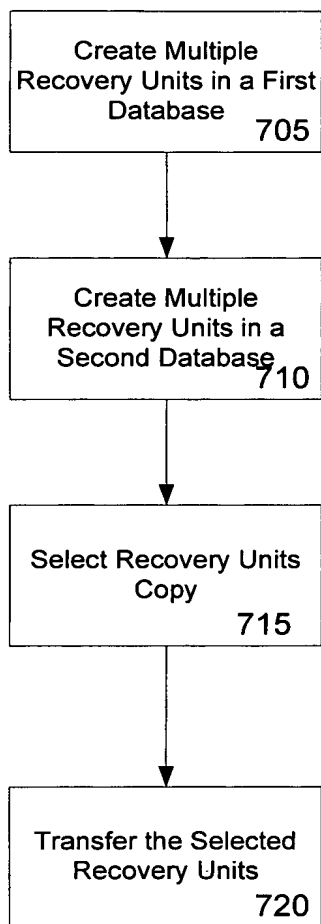 Create Multiple
Recovery Units in a First
Database
705
Create Multiple
Recovery Units in a
Second Database
710
Select Recovery Units
Copy
715
Transfer the Selected
Recovery Units
720